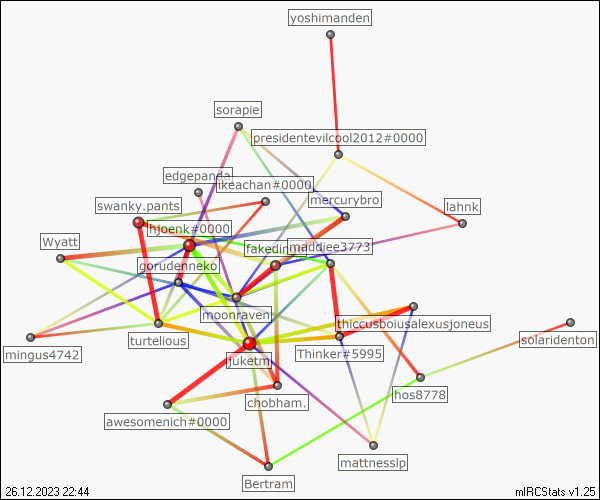 yoshimanden
sorapie
presidentevilcool2012#0000
edgepanda
ikeachan#0000
mercurybro
lahnk
swanky.pants
hjoenk#0000
Wyatt
maddiee3773
gorudenneko
moonraven
thiccusboiusalexusjoneus
turtelious
solaridenton
mingus4742
juketm
Thinker#5995
hos8778
chobham.
awesomenich#0000
mattnesslp
Bertram
26.12.2023 22:44
mIRCStats v1.25